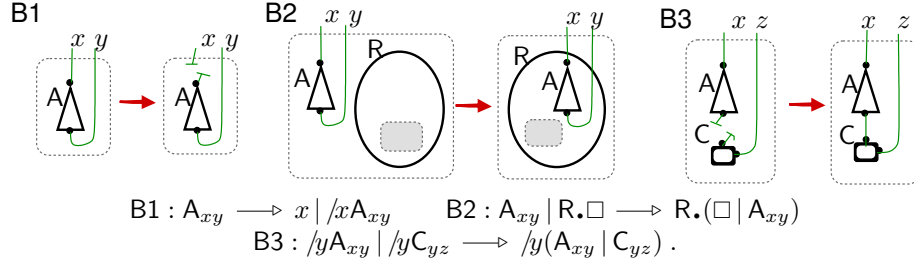 B1
x y
A
x y
A
B2
x y
A
R
x y
R
A
B3
x z
A
C
x z
A
C
B1 : A_{xy} ⟶ x | /xA_{xy}
B2 : A_{xy} | R.□ ⟶ R.(□ | A_{xy})
B3 : /yA_{xy} | /yC_{yz} ⟶ /y(A_{xy} | C_{yz}) .